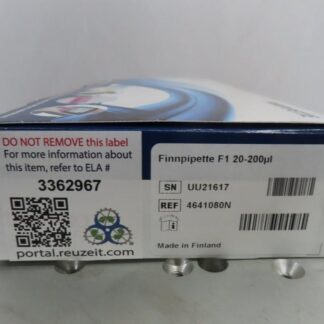 DO NOT REMOVE this label
For more information about
this item, refer to ELA #
3362967
portal.reuzeit.com
Finnpipette F1 20-200µl
SN UU21617
REF 4641080N
Made in Finland